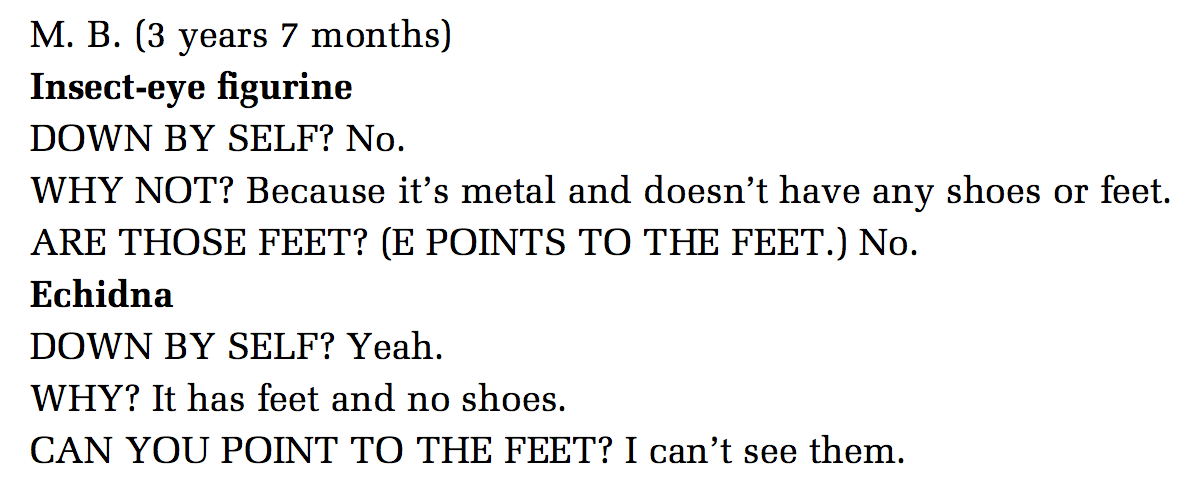 M. B. (3 years 7 months)
Insect-eye figurine
DOWN BY SELF? No.
WHY NOT? Because it’s metal and doesn’t have any shoes or feet.
ARE THOSE FEET? (E POINTS TO THE FEET.) No.
Echidna
DOWN BY SELF? Yeah.
WHY? It has feet and no shoes.
CAN YOU POINT TO THE FEET? I can’t see them.